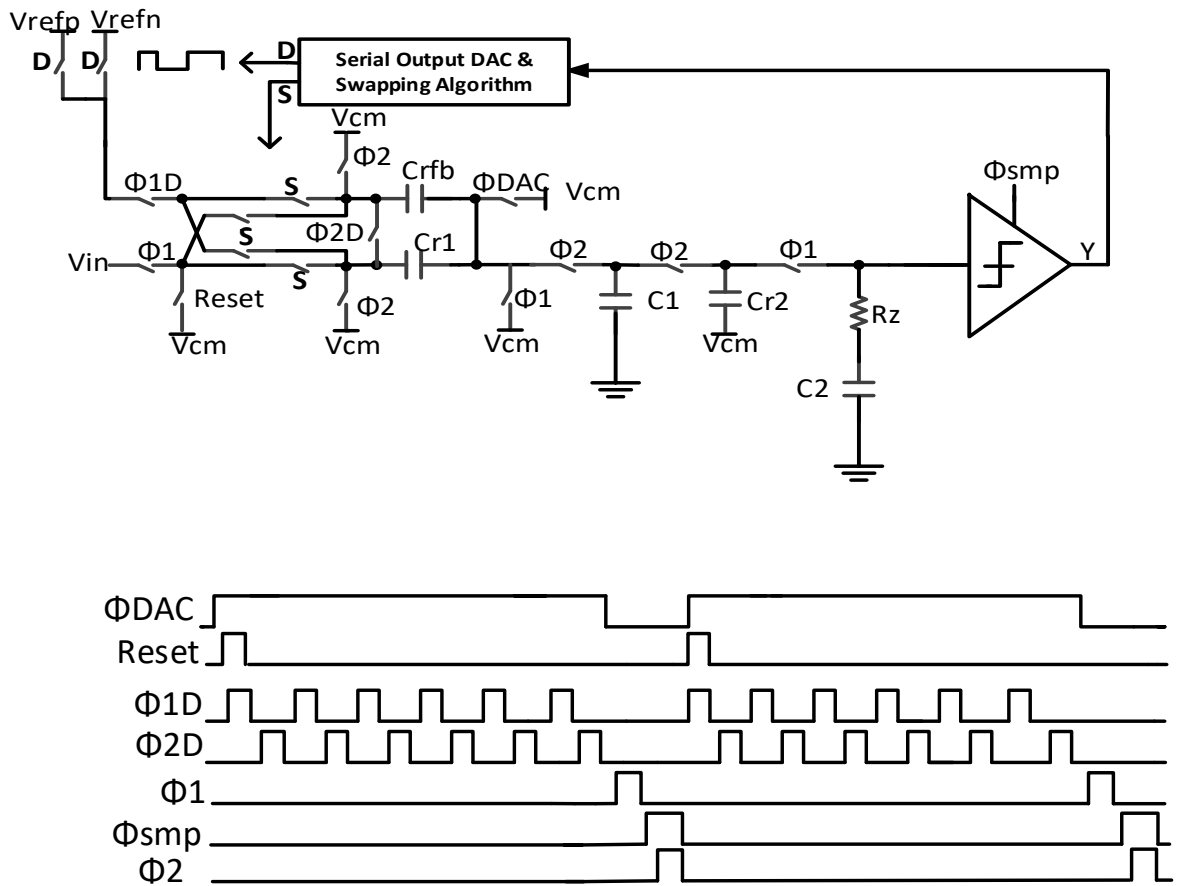 Vrefp Vrefn
D D
D
S
Serial Output DAC &
Swapping Algorithm
Vcm
Φ2
Φ1D
S
Crfb
ΦDAC
Vcm
Φsmp
S
Φ2D
Vin
Φ1
S
Cr1
Φ2
Φ2
Φ1
Y
Reset
Φ2
Φ1
C1
Cr2
Rz
Vcm
Vcm
Vcm
Vcm
C2
ΦDAC
Reset
Φ1D
Φ2D
Φ1
Φsmp
Φ2